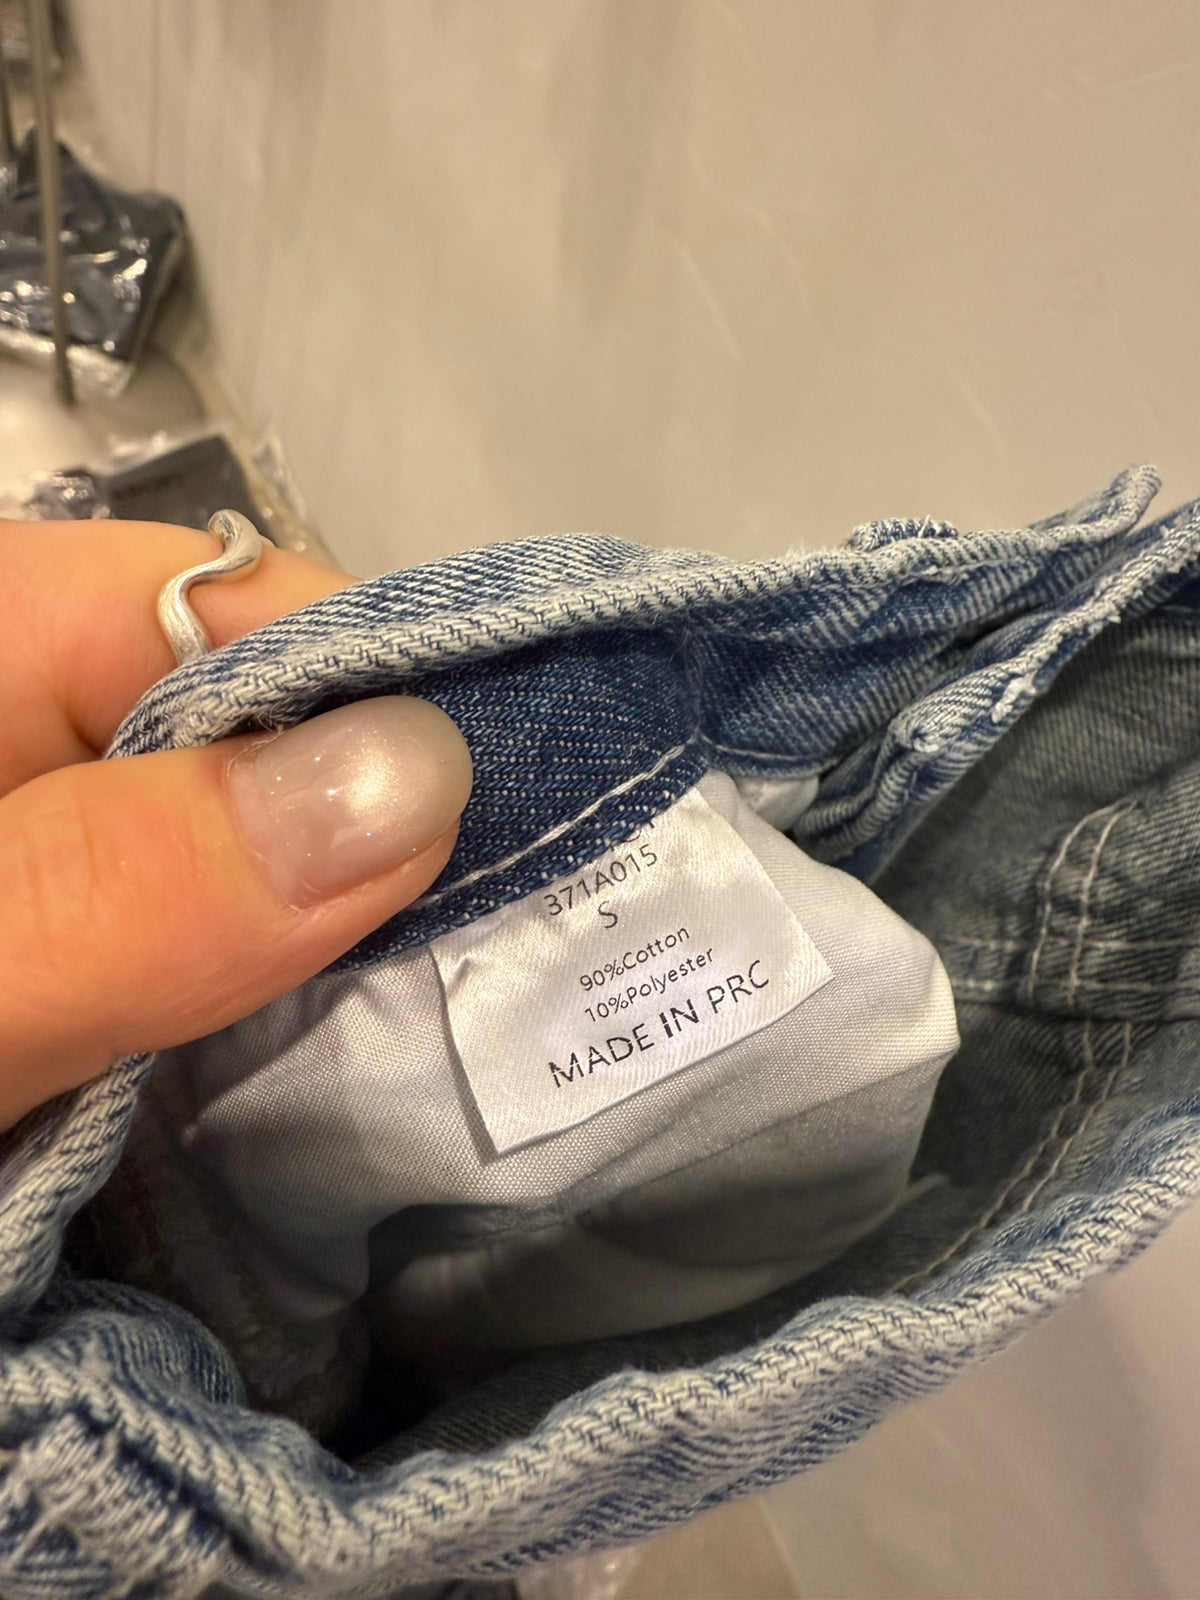 371A015
S
90%Cotton
10%Polyester
MADE IN PRC